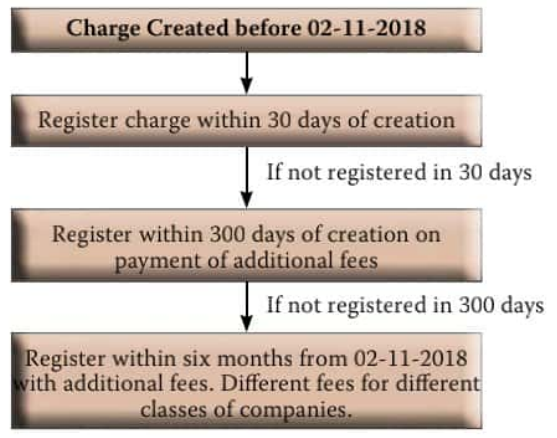 Charge Created before 02-11-2018
Register charge within 30 days of creation
If not registered in 30 days
Register within 300 days of creation on
payment of additional fees
If not registered in 300 days
Register within six months from 02-11-2018
with additional fees. Different fees for different
classes of companies.